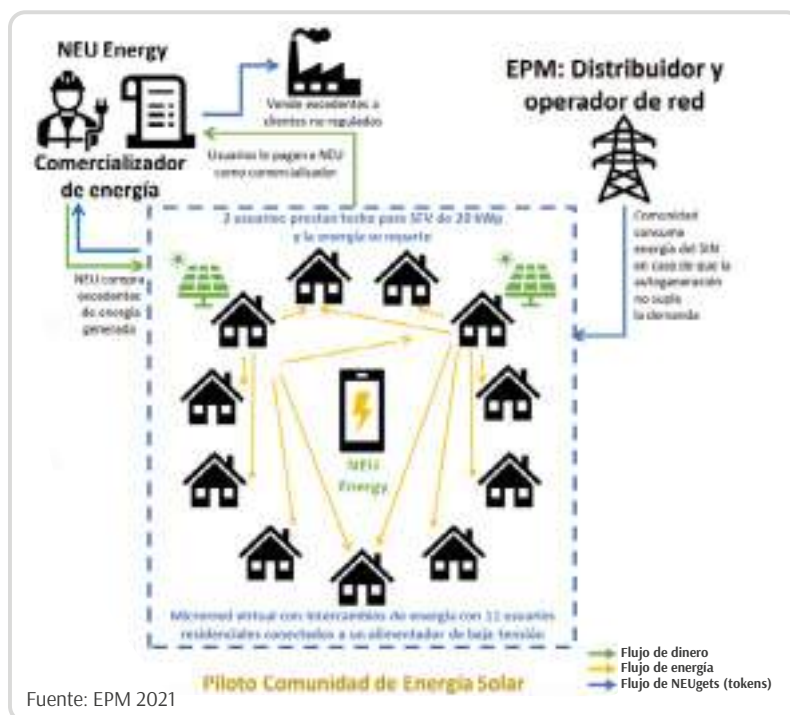 NEU Energy
Comercializador
de energía
Vende excedentes a
clientes no regulados
Usuarios le pagan a NEU
como comercializador
EPM: Distribuidor y
operador de red
Comunidad
consume
energía del SIN
en caso de que la
autogeneración
no supla
la demanda
NEU compra
excedentes
de energía
generada
2 usuarios prestan techo para SFV de 20 kWp
y la energía se reparte
NEU
Energy
Microred virtual con intercambios de energía con 11 usuarios
residenciales conectados a un alimentador de baja tensión
Flujo de dinero
Flujo de energía
Flujo de NEUgets (tokens)
Piloto Comunidad de Energía Solar
Fuente: EPM 2021